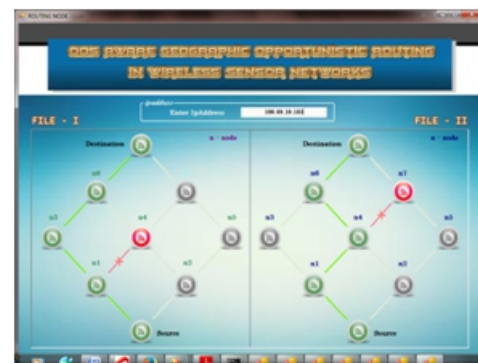 ROUTING NODE
QOS AWARE GEOGRAPHIC OPPORTUNISTIC ROUTING
IN WIRELESS SENSOR NETWORKS
Enter IpAddress
FILE - I
FILE - II
Destination
n - node
n6
n3
n4
n5
n1
n2
Source
Destination
n - node
n6
n7
n3
n4
n5
n1
n2
Source